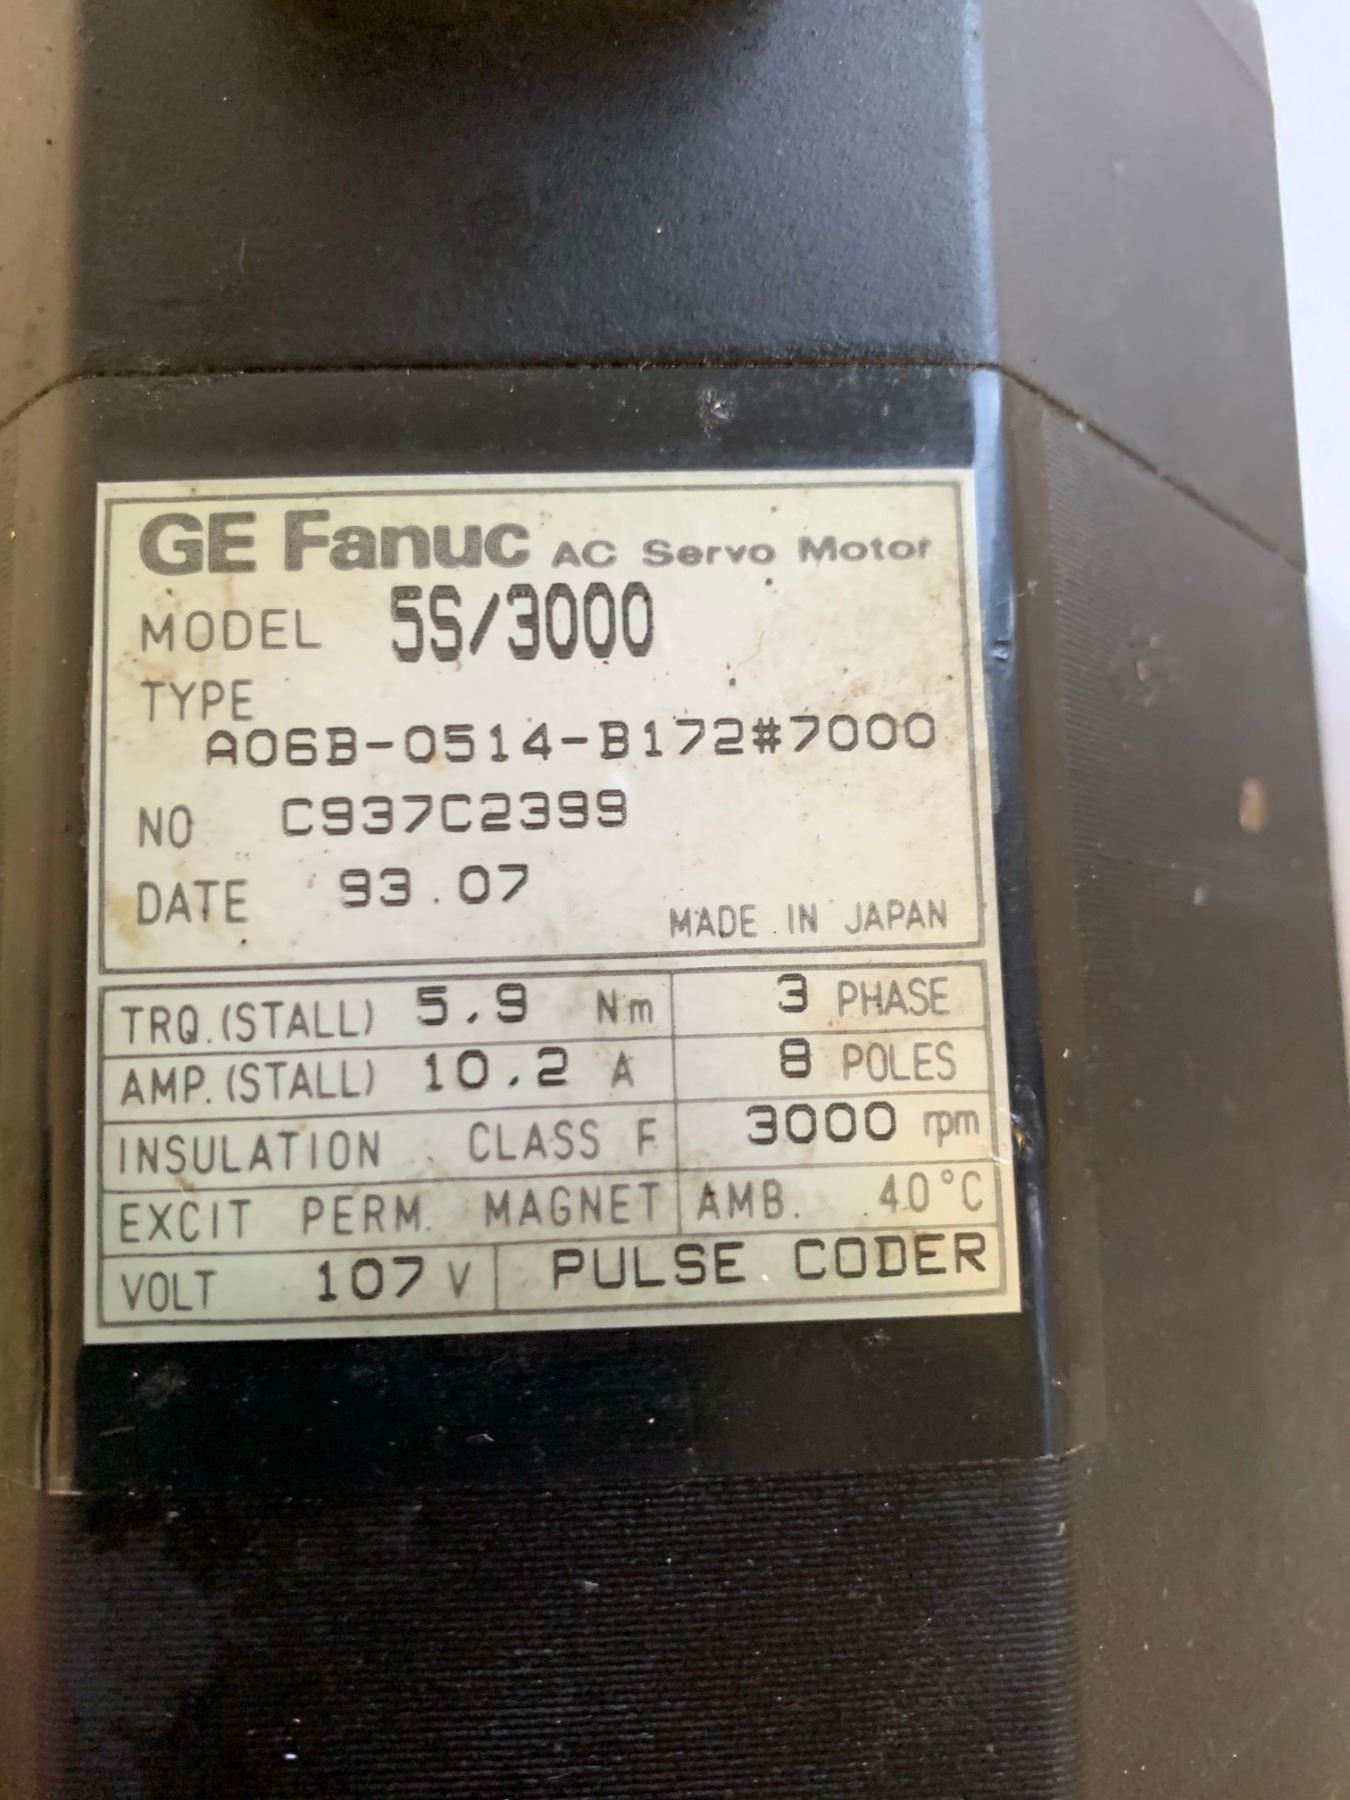 GE Fanuc AC Servo Motor
MODEL 5S/3000
TYPE
A06B-0514-B172#7000
NO C937C2399
DATE 93.07
MADE IN JAPAN
TRQ.(STALL) 5.9 Nm 3 PHASE
AMP.(STALL) 10.2 A 8 POLES
INSULATION CLASS F 3000 rpm
EXCIT PERM. MAGNET AMB. 40°C
VOLT 107 V PULSE CODER